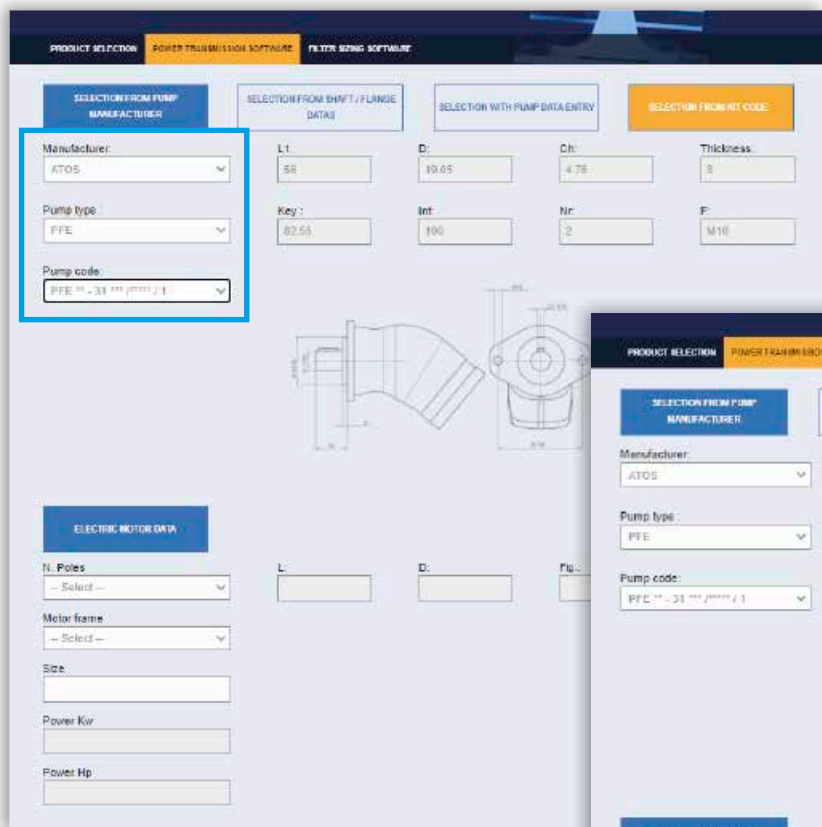 PRODUCT SELECTION POWER TRANSMISSION SOFTWARE FILTER SIZING SOFTWARE
SELECTION FROM PUMP MANUFACTURER
SELECTION FROM SHAFT / FLANGE DATAS
SELECTION WITH PUMP DATA ENTRY
SELECTION FROM KIT CODE
Manufacturer: L1: D: Ch: Thickness:
ATOS 56 19.05 4.76 8
Pump type Key : Int: Nr: F:
PFE 82.55 106 2 M10
Pump code:
PFE ** - 31 *** /***** / 1
ELECTRIC MOTOR DATA
N. Poles L: D: Fig.:
-- Select --
Motor frame
-- Select --
Size
Power Kw
Power Hp
PRODUCT SELECTION
SELECTION FROM PUMP
MANUFACTURER
Manufacturer:
ATOS
Pump type :
PFE
Pump code:
PFE ** - 31 *** /***** / 1